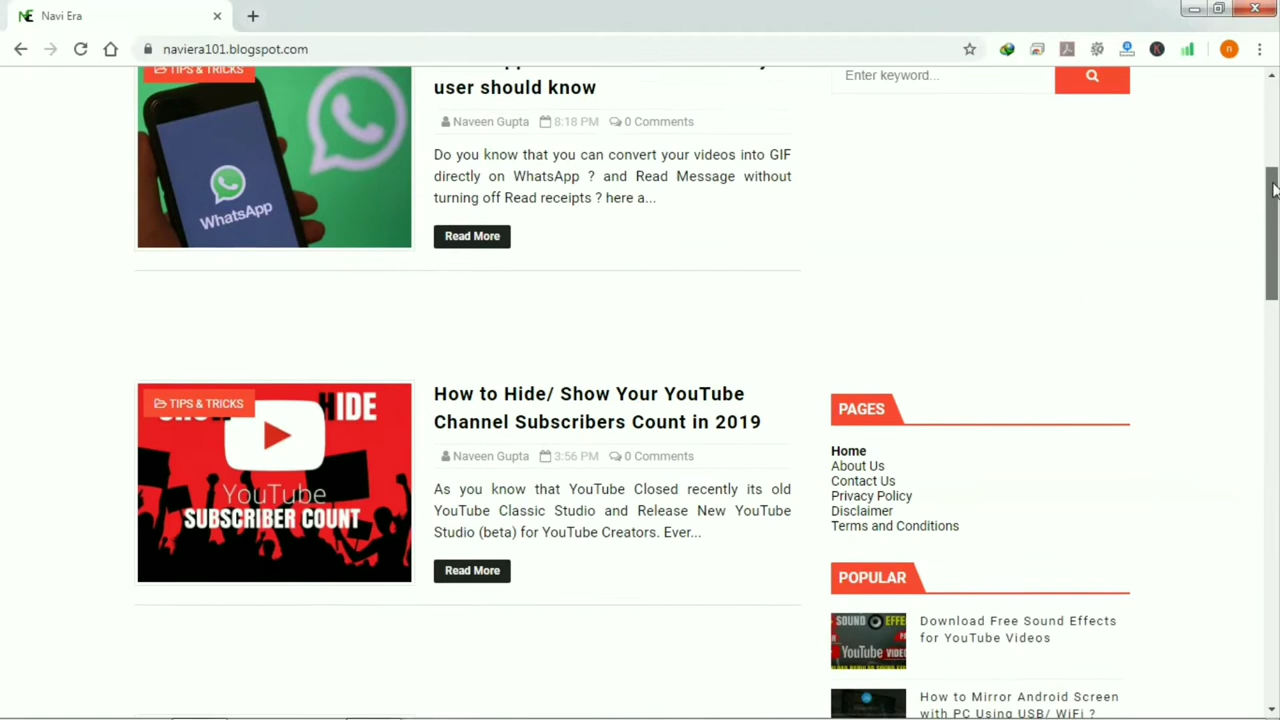 Navi Era
naviera101.blogspot.com
n
TIPS & TRICKS
user should know
Naveen Gupta 8:18 PM 0 Comments
Do you know that you can convert your videos into GIF
directly on WhatsApp ? and Read Message without
turning off Read receipts ? here a...
Read More
WhatsApp
Enter keyword...
TIPS & TRICKS
HIDE
YouTube
SUBSCRIBER COUNT
How to Hide/ Show Your YouTube
Channel Subscribers Count in 2019
Naveen Gupta 3:56 PM 0 Comments
As you know that YouTube Closed recently its old
YouTube Classic Studio and Release New YouTube
Studio (beta) for YouTube Creators. Ever...
Read More
PAGES
Home
About Us
Contact Us
Privacy Policy
Disclaimer
Terms and Conditions
POPULAR
SOUND EFFE
YouTube VIDEO
Download Free Sound Effects
for YouTube Videos
How to Mirror Android Screen
with PC Using USB/ WiFi ?